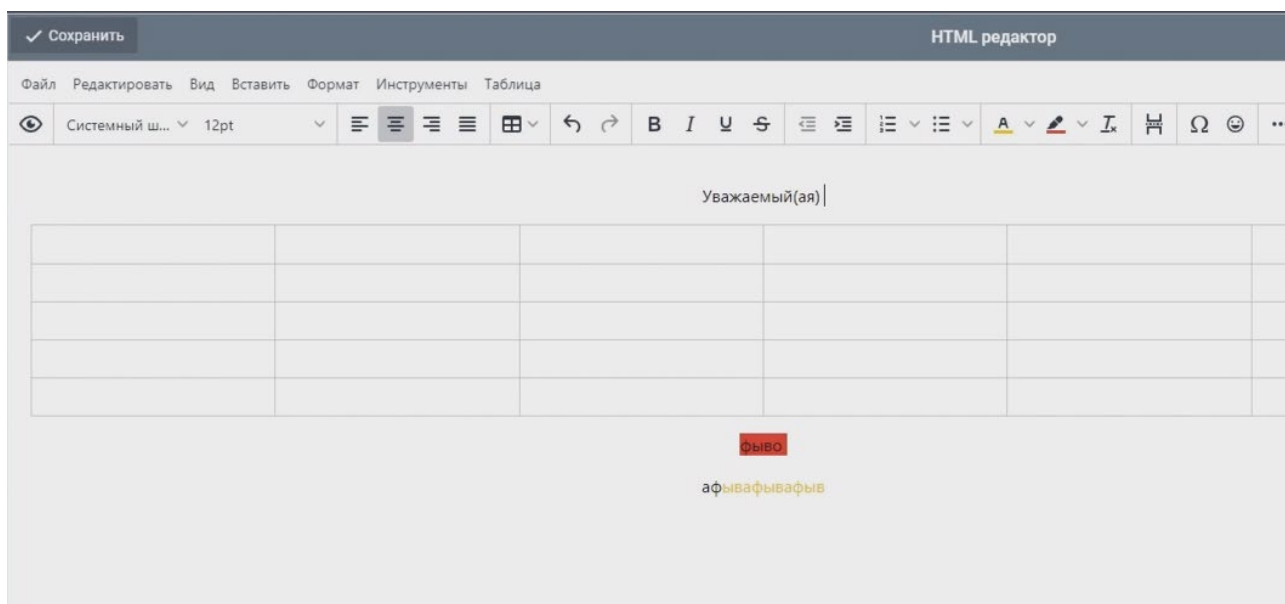 Сохранить
HTML редактор
Файл Редактировать Вид Вставить Формат Инструменты Таблица
Системный ш... 12pt
Уважаемый(ая)
фыво
афывафывафыв